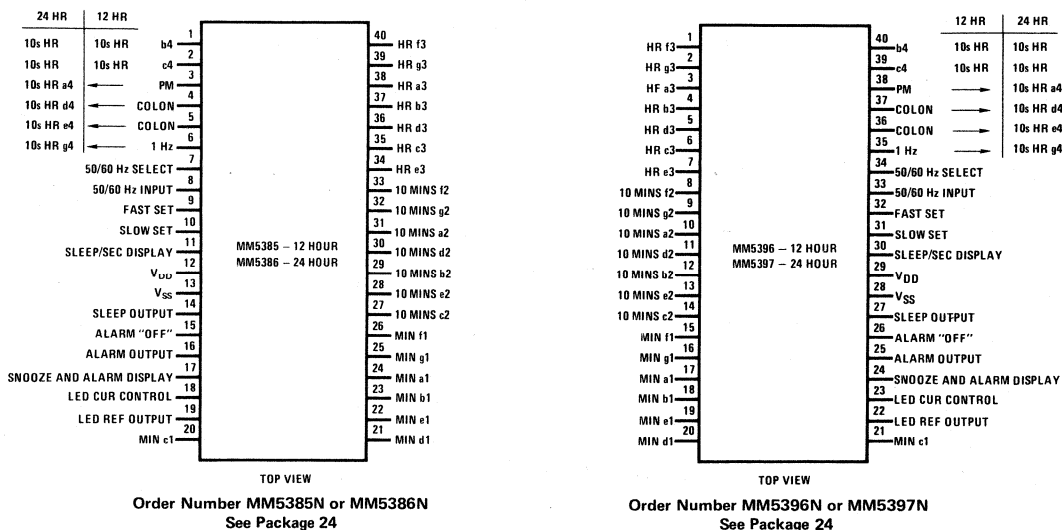 24 HR 12 HR
10s HR 10s HR b4 1
10s HR 10s HR c4 2
10s HR a4 PM 3
10s HR d4 COLON 4
10s HR e4 COLON 5
10s HR g4 1 Hz 6
50/60 Hz SELECT 7
50/60 Hz INPUT 8
FAST SET 9
SLOW SET 10
SLEEP/SEC DISPLAY 11
VDD 12
VSS 13
SLEEP OUTPUT 14
ALARM "OFF" 15
ALARM OUTPUT 16
SNOOZE AND ALARM DISPLAY 17
LED CUR CONTROL 18
LED REF OUTPUT 19
MIN c1 20
MM5385 – 12 HOUR
MM5386 – 24 HOUR
40 HR f3
39 HR g3
38 HR a3
37 HR b3
36 HR d3
35 HR c3
34 HR e3
33 10 MINS f2
32 10 MINS g2
31 10 MINS a2
30 10 MINS d2
29 10 MINS b2
28 10 MINS e2
27 10 MINS c2
26 MIN f1
25 MIN g1
24 MIN a1
23 MIN b1
22 MIN e1
21 MIN d1
TOP VIEW
Order Number MM5385N or MM5386N
See Package 24
HR f3 1
HR g3 2
HF a3 3
HR b3 4
HR d3 5
HR c3 6
HR e3 7
10 MINS f2 8
10 MINS g2 9
10 MINS a2 10
10 MINS d2 11
10 MINS b2 12
10 MINS e2 13
10 MINS c2 14
MIN f1 15
MIN g1 16
MIN a1 17
MIN b1 18
MIN e1 19
MIN d1 20
MM5396 – 12 HOUR
MM5397 – 24 HOUR
12 HR 24 HR
40 b4 10s HR 10s HR
39 c4 10s HR 10s HR
38 PM 10s HR a4
37 COLON 10s HR d4
36 COLON 10s HR e4
35 1 Hz 10s HR g4
34 50/60 Hz SELECT
33 50/60 Hz INPUT
32 FAST SET
31 SLOW SET
30 SLEEP/SEC DISPLAY
29 VDD
28 VSS
27 SLEEP OUTPUT
26 ALARM "OFF"
25 ALARM OUTPUT
24 SNOOZE AND ALARM DISPLAY
23 LED CUR CONTROL
22 LED REF OUTPUT
21 MIN c1
TOP VIEW
Order Number MM5396N or MM5397N
See Package 24